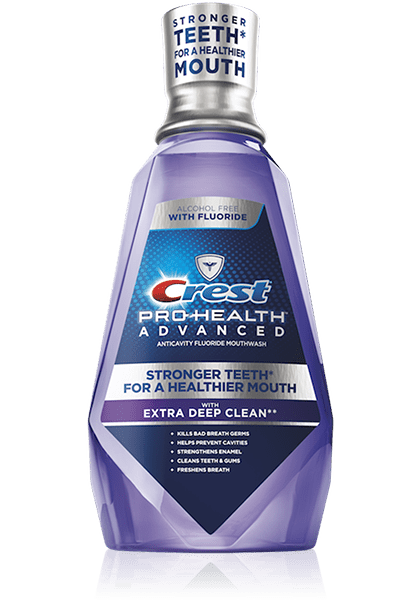 STRONGER
TEETH*
FOR A HEALTHIER
MOUTH
ALCOHOL FREE
WITH FLUORIDE
Crest
PRO-HEALTH
ADVANCED
ANTICAVITY FLUORIDE MOUTHWASH
STRONGER TEETH*
FOR A HEALTHIER MOUTH
WITH
EXTRA DEEP CLEAN**
• KILLS BAD BREATH GERMS
• HELPS PREVENT CAVITIES
• STRENGTHENS ENAMEL
• CLEANS TEETH & GUMS
• FRESHENS BREATH